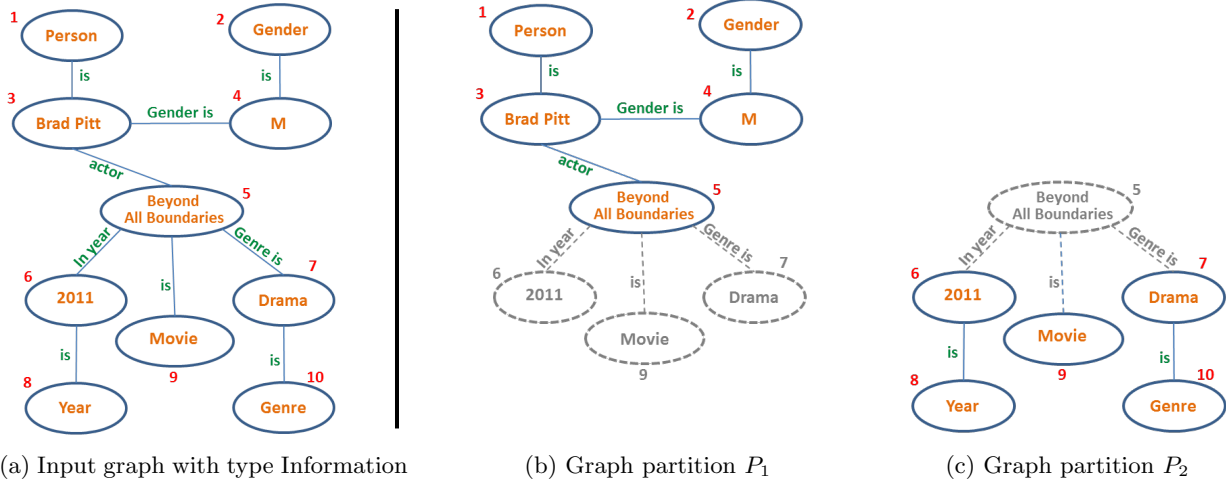 1
Person
2
Gender
is
is
3
Brad Pitt
Gender is
4
M
actor
5
Beyond
All Boundaries
In year
is
Genre is
6
2011
7
Drama
Movie
9
is
is
8
Year
10
Genre
(a) Input graph with type Information
1
Person
2
Gender
is
is
3
Brad Pitt
Gender is
4
M
actor
5
Beyond
All Boundaries
In year
is
Genre is
6
2011
7
Drama
Movie
9
(b) Graph partition P1
5
Beyond
All Boundaries
In year
is
Genre is
6
2011
7
Drama
Movie
9
is
is
8
Year
10
Genre
(c) Graph partition P2